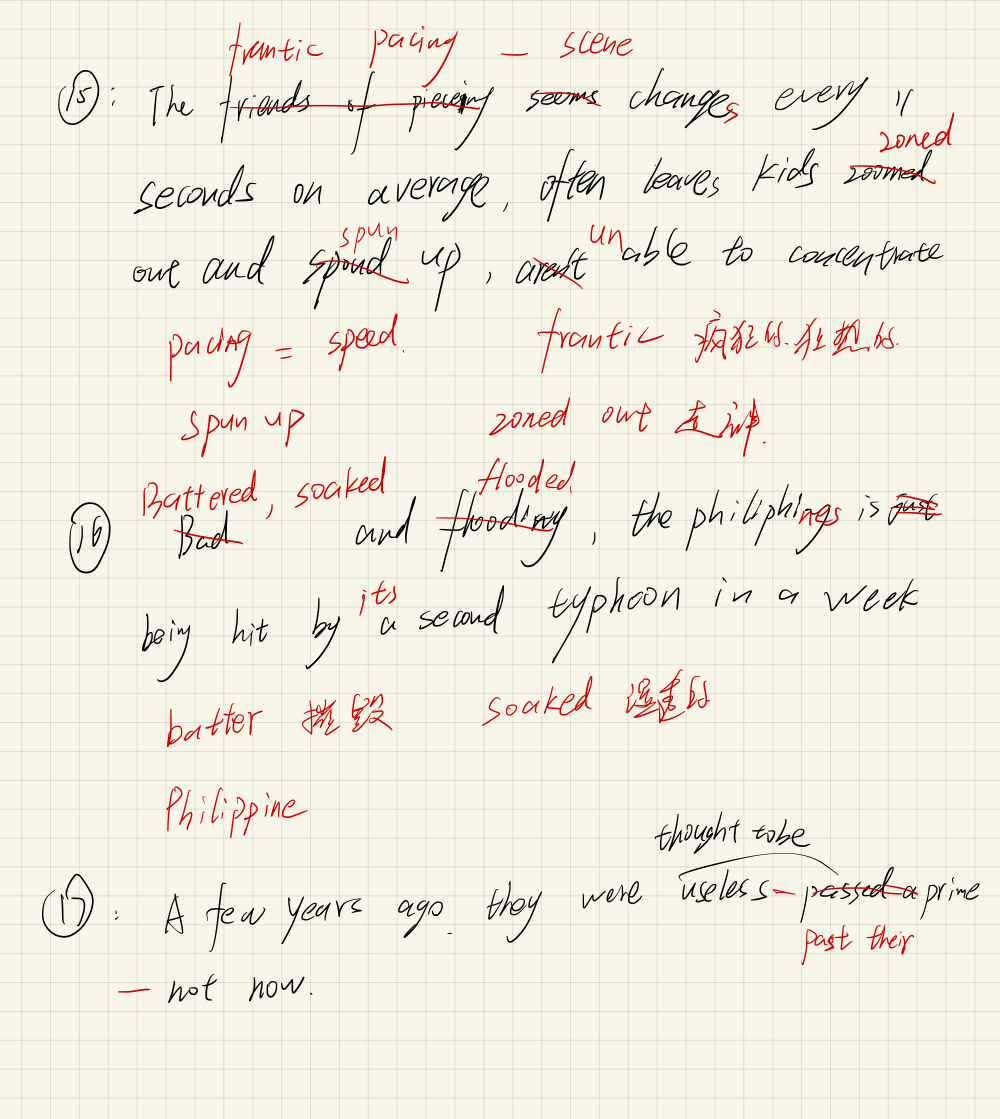 frantic pacing — scene
⑮: The friends of piecing seems changes every 11
zoned
seconds on average, often leaves kids zoomed
spun un
out and spond up, aren't able to concentrate
pacing = speed. frantic 疯狂的.狂热的.
spun up zoned out 走神.
Battered, soaked flooded
⑯ Bad and flooding, the philiphines is just
its
being hit by a second typhoon in a week
batter 摧毁 soaked 湿透的
Philippine
thought to be
⑰: A few years ago. they were useless — passed a prime
past their
— not now.